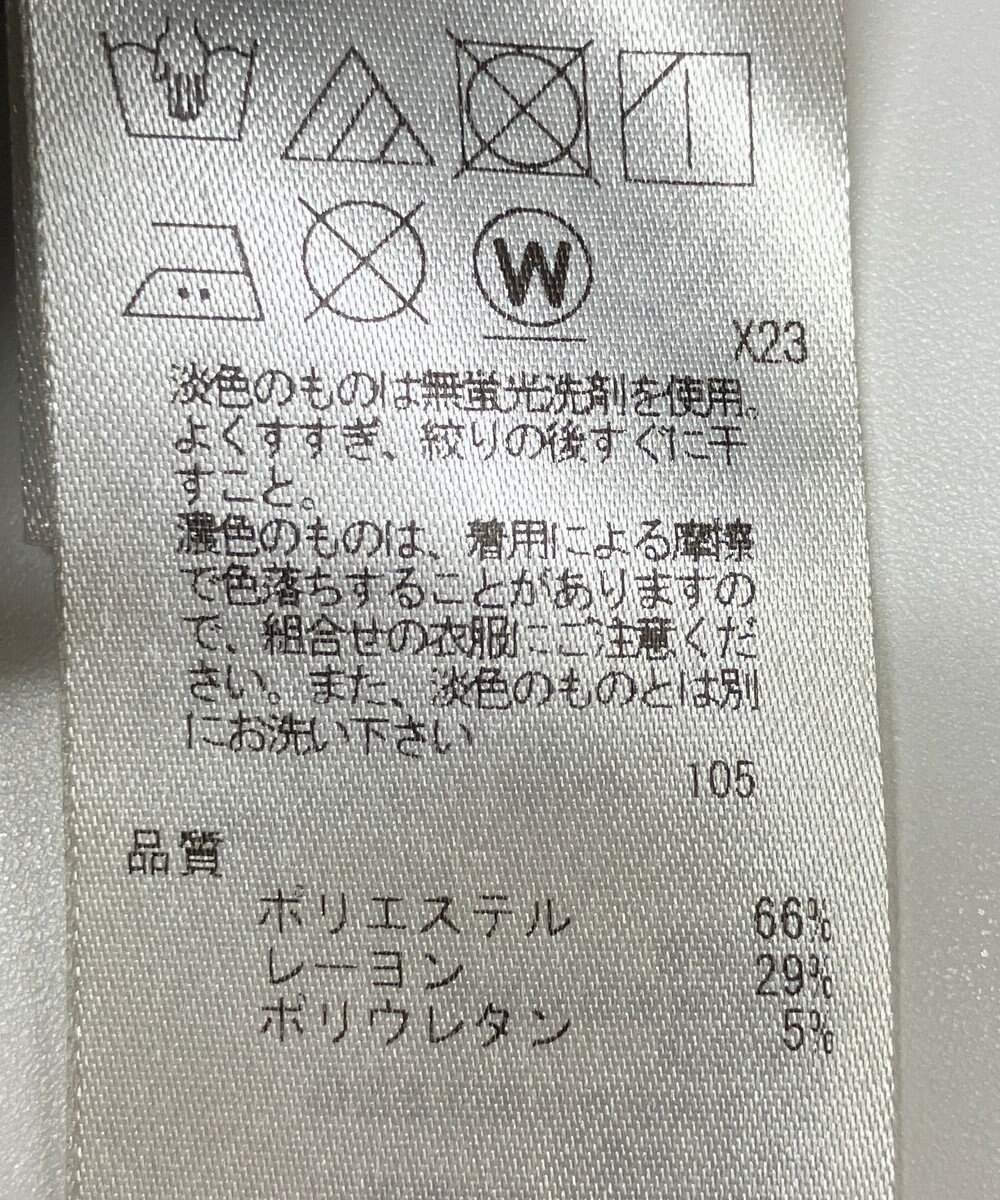 W
X23
淡色のものは無蛍光洗剤を使用。
よくすすぎ、絞りの後すぐに干
すこと。
濃色のものは、着用による摩擦
で色落ちすることがありますの
で、組合せの衣服にご注意くだ
さい。また、淡色のものとは別
にお洗い下さい
105
品質
ポリエステル 66%
レーヨン 29%
ポリウレタン 5%